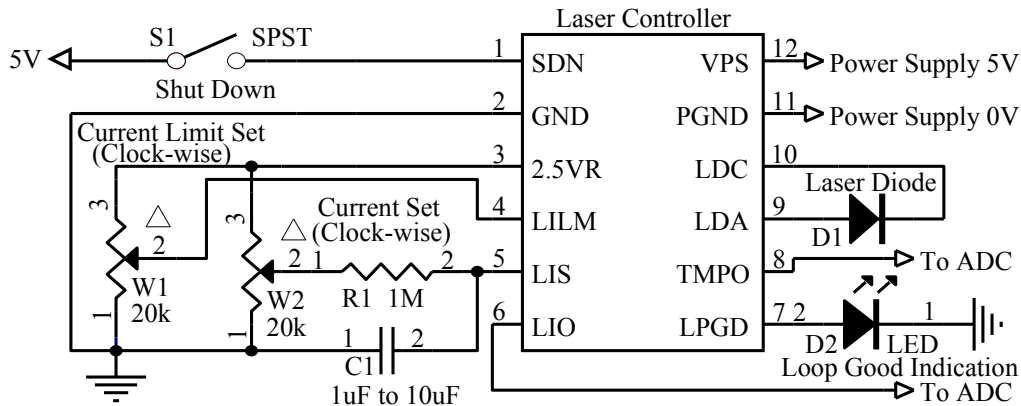 Laser Controller
5V
S1
SPST
Shut Down
1
SDN
VPS
12
Power Supply 5V
2
GND
PGND
11
Power Supply 0V
Current Limit Set
(Clock-wise)
3
2.5VR
LDC
10
Laser Diode
4
LILM
LDA
9
D1
3
2
W1
20k
1
3
Current Set
(Clock-wise)
2
1
R1
1M
2
W2
20k
1
5
LIS
TMPO
8
To ADC
6
LIO
LPGD
7
2
D2
LED
1
Loop Good Indication
1
C1
2
1uF to 10uF
To ADC